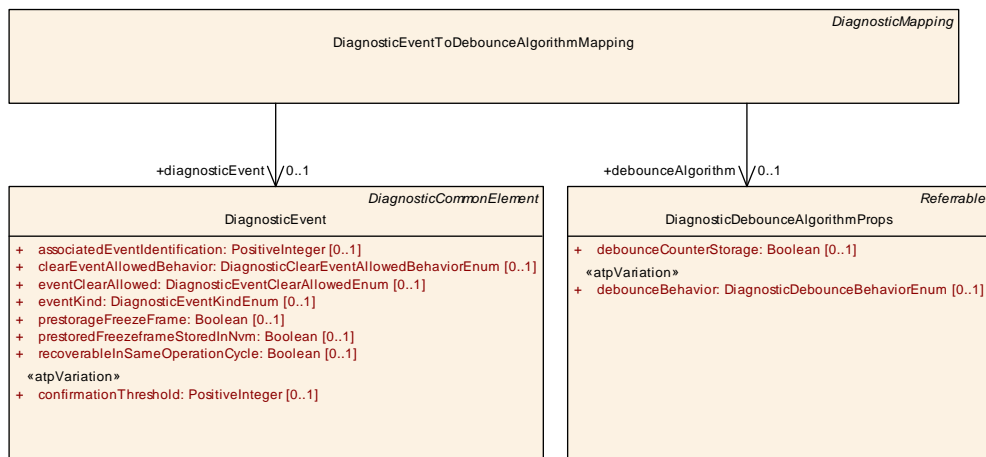 DiagnosticMapping
DiagnosticEventToDebounceAlgorithmMapping
+diagnosticEvent 0..1
+debounceAlgorithm 0..1
DiagnosticCommonElement
DiagnosticEvent
+ associatedEventIdentification: PositiveInteger [0..1]
+ clearEventAllowedBehavior: DiagnosticClearEventAllowedBehaviorEnum [0..1]
+ eventClearAllowed: DiagnosticEventClearAllowedEnum [0..1]
+ eventKind: DiagnosticEventKindEnum [0..1]
+ prestorageFreezeFrame: Boolean [0..1]
+ prestoredFreezeframeStoredInNvm: Boolean [0..1]
+ recoverableInSameOperationCycle: Boolean [0..1]
«atpVariation»
+ confirmationThreshold: PositiveInteger [0..1]
Referrable
DiagnosticDebounceAlgorithmProps
+ debounceCounterStorage: Boolean [0..1]
«atpVariation»
+ debounceBehavior: DiagnosticDebounceBehaviorEnum [0..1]